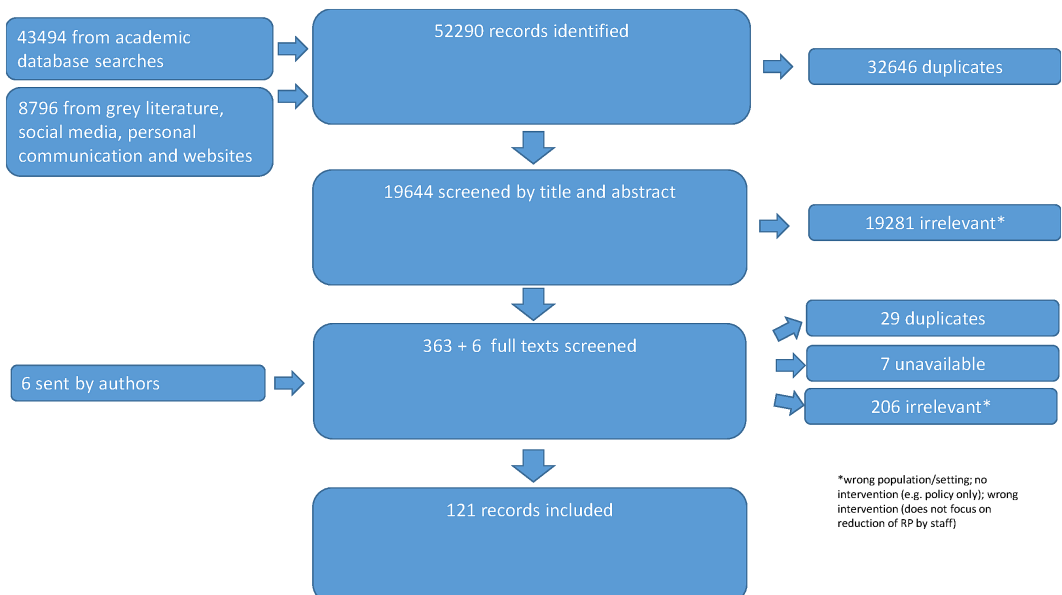 43494 from academic
database searches
8796 from grey literature,
social media, personal
communication and websites
52290 records identified
32646 duplicates
19644 screened by title and abstract
19281 irrelevant*
6 sent by authors
363 + 6 full texts screened
29 duplicates
7 unavailable
206 irrelevant*
121 records included
*wrong population/setting; no
intervention (e.g. policy only); wrong
intervention (does not focus on
reduction of RP by staff)